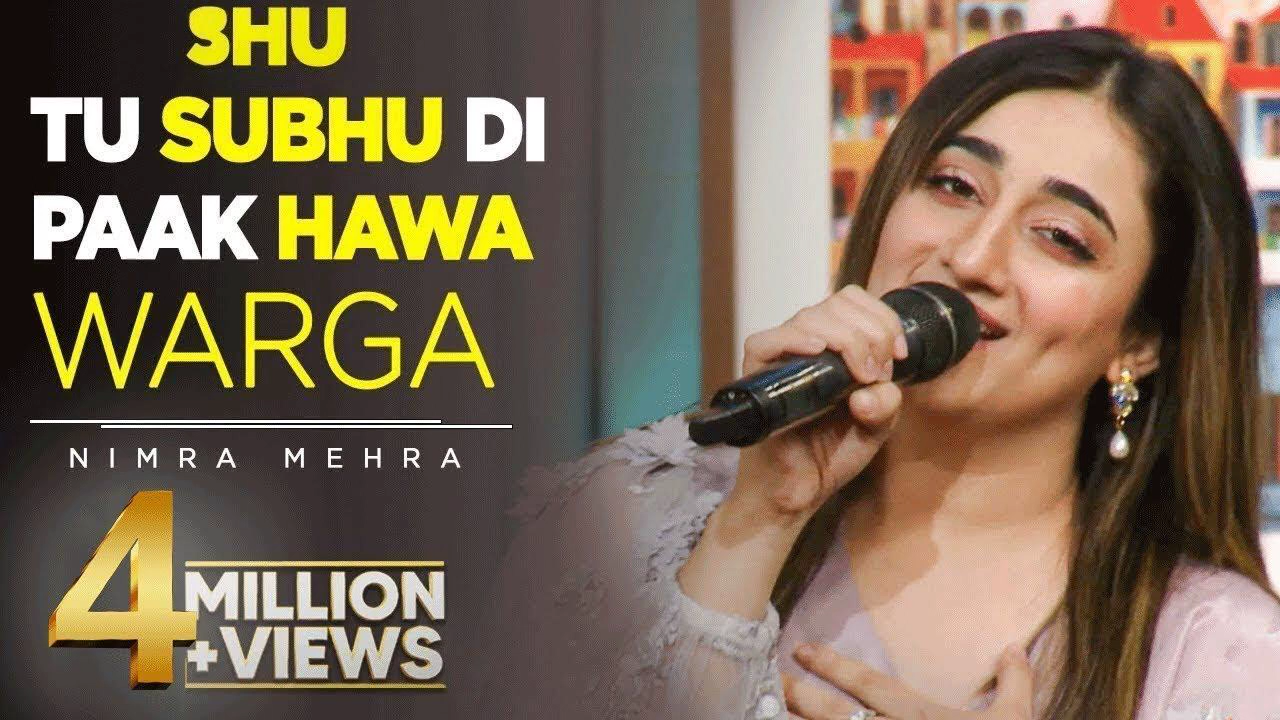 SHU
TU SUBHU DI
PAAK HAWA
WARGA
NIMRA MEHRA
4 MILLION
+VIEWS